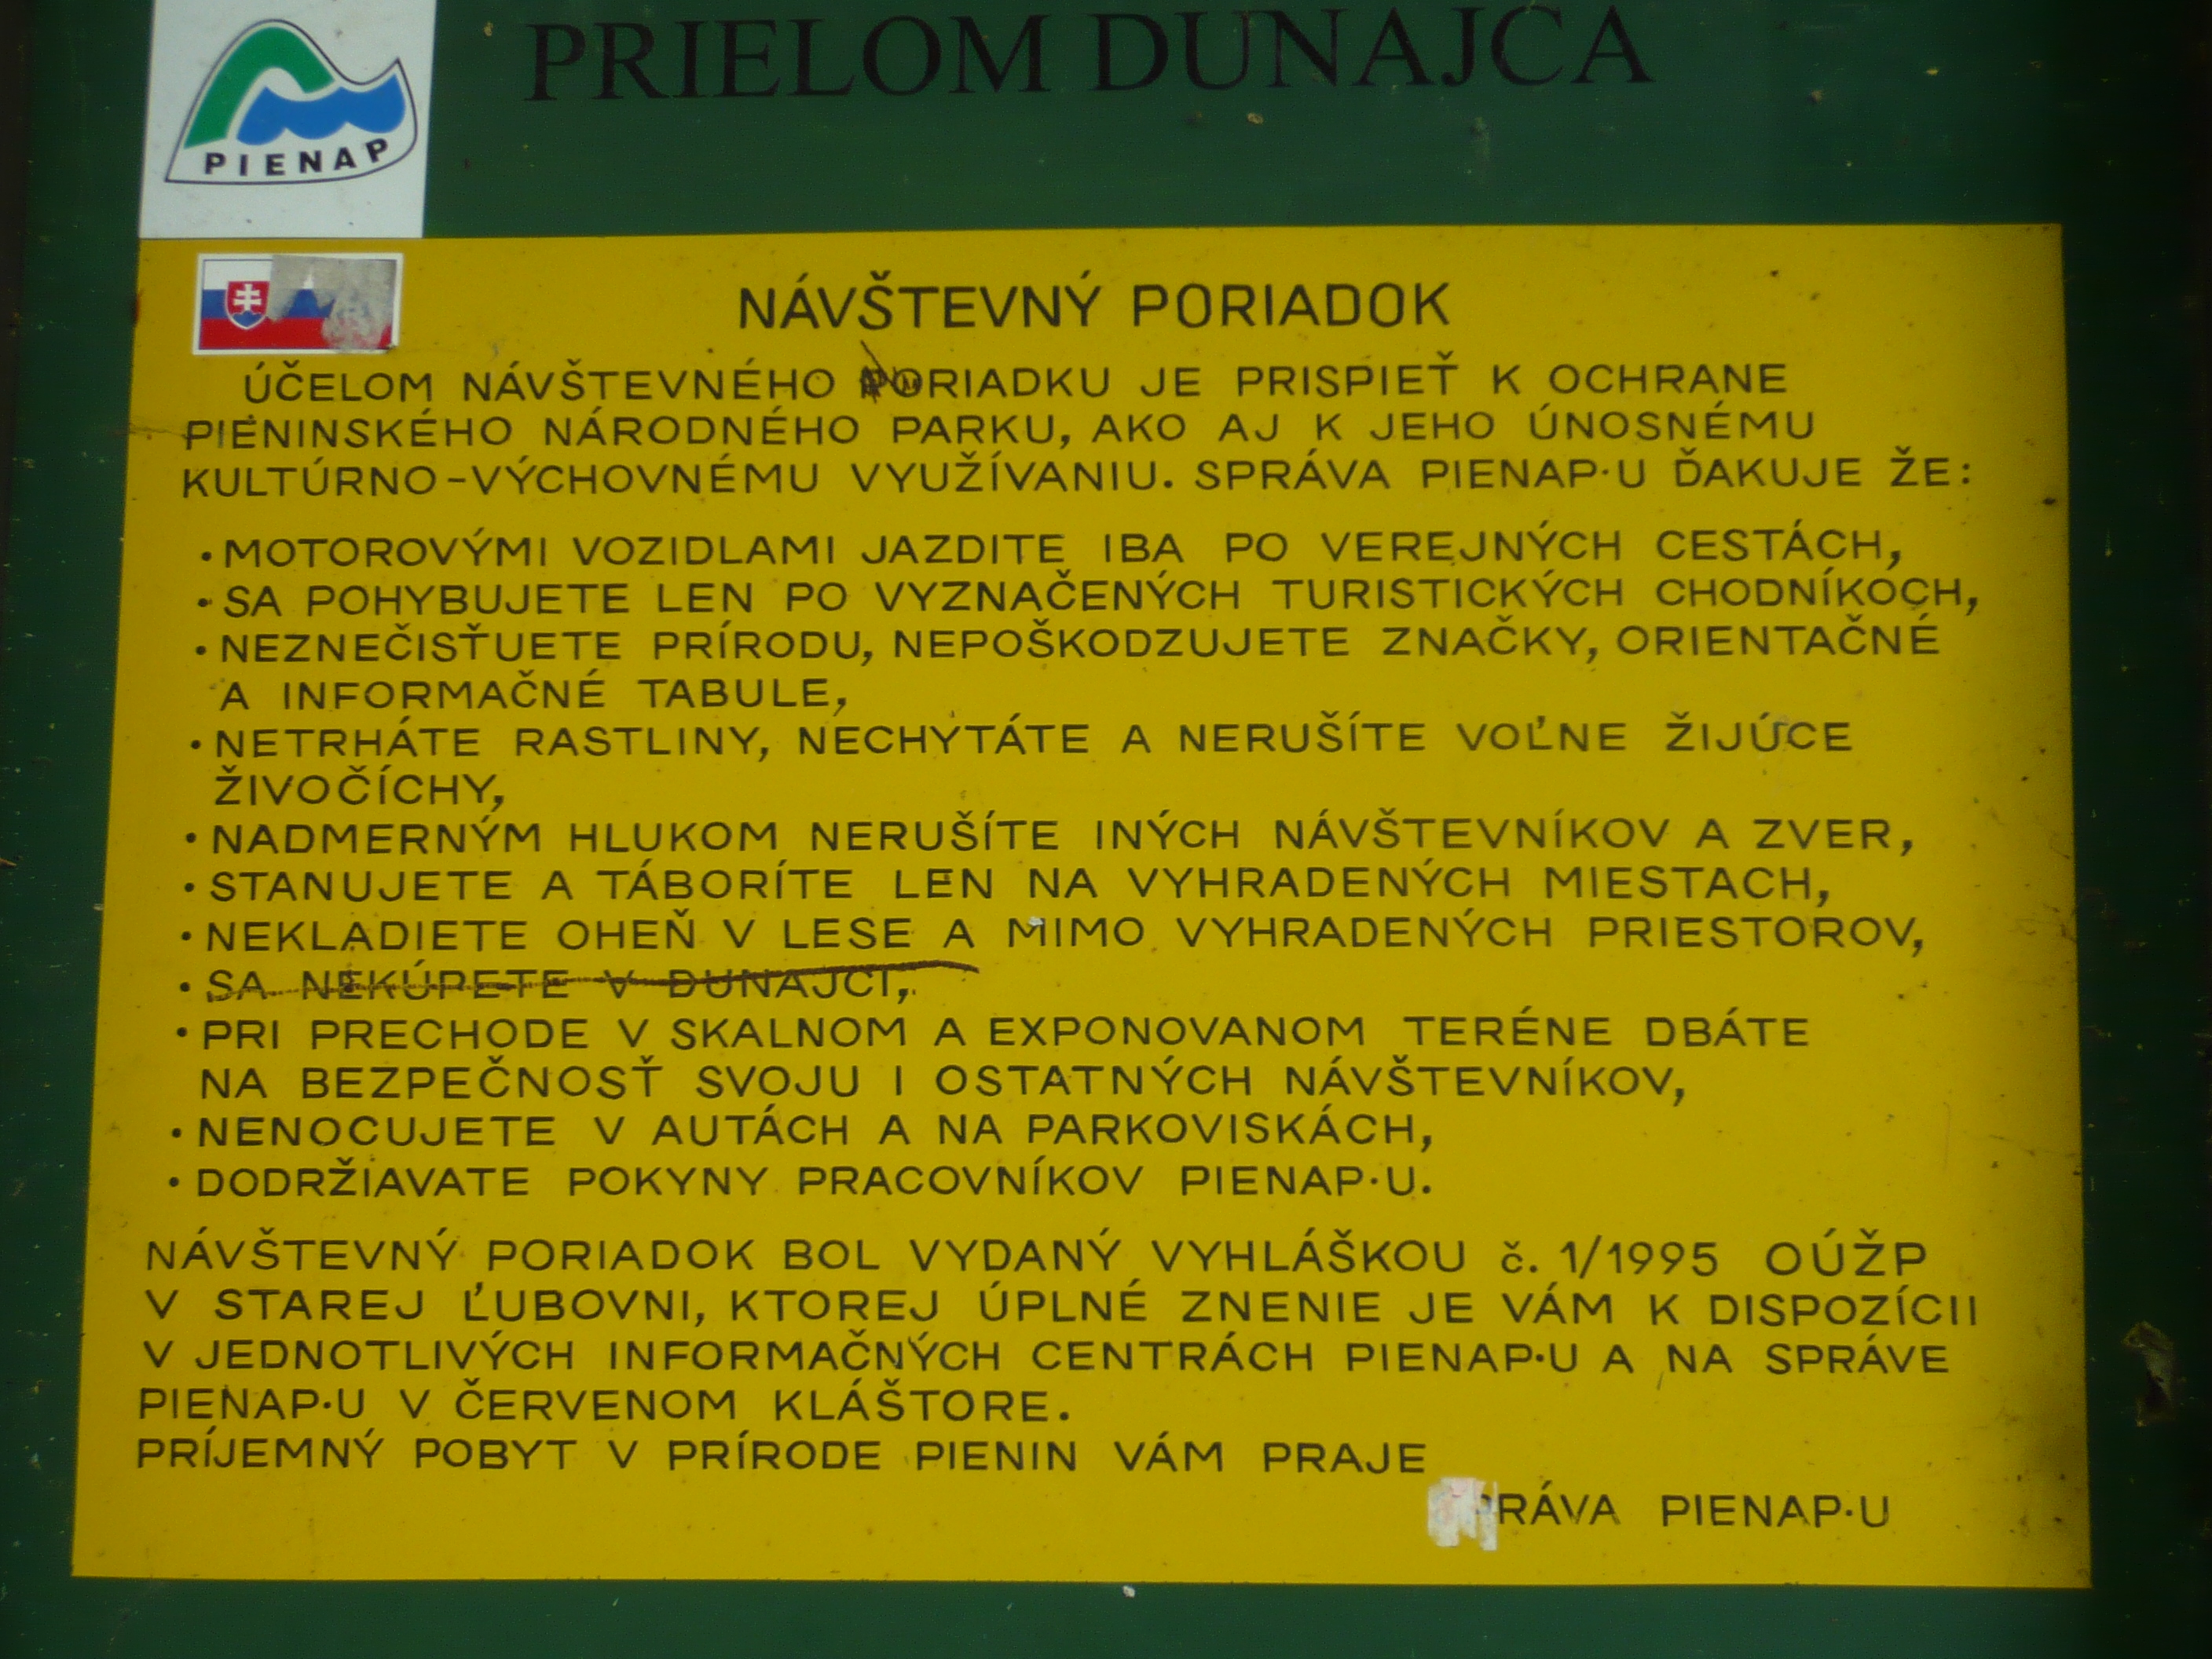 PRIELOM DUNAJCA
PIENAP
NÁVŠTEVNÝ PORIADOK
ÚČELOM NÁVŠTEVNÉHO PORIADKU JE PRISPIEŤ K OCHRANE
PIENINSKÉHO NÁRODNÉHO PARKU, AKO AJ K JEHO ÚNOSNÉMU
KULTÚRNO-VÝCHOVNÉMU VYUŽÍVANIU. SPRÁVA PIENAP·U ĎAKUJE ŽE:
• MOTOROVÝMI VOZIDLAMI JAZDITE IBA PO VEREJNÝCH CESTÁCH,
• SA POHYBUJETE LEN PO VYZNAČENÝCH TURISTICKÝCH CHODNÍKOCH,
• NEZNEČISŤUETE PRÍRODU, NEPOŠKODZUJETE ZNAČKY, ORIENTAČNÉ
A INFORMAČNÉ TABULE,
• NETRHÁTE RASTLINY, NECHYTÁTE A NERUŠÍTE VOĽNE ŽIJÚCE
ŽIVOČÍCHY,
• NADMERNÝM HLUKOM NERUŠÍTE INÝCH NÁVŠTEVNÍKOV A ZVER,
• STANUJETE A TÁBORÍTE LEN NA VYHRADENÝCH MIESTACH,
• NEKLADIETE OHEŇ V LESE A MIMO VYHRADENÝCH PRIESTOROV,
• SA NEKÚPETE V DUNAJCI,
• PRI PRECHODE V SKALNOM A EXPONOVANOM TERÉNE DBÁTE
NA BEZPEČNOSŤ SVOJU I OSTATNÝCH NÁVŠTEVNÍKOV,
• NENOCUJETE V AUTÁCH A NA PARKOVISKÁCH,
• DODRŽIAVATE POKYNY PRACOVNÍKOV PIENAP·U.
NÁVŠTEVNÝ PORIADOK BOL VYDANÝ VYHLÁŠKOU č. 1/1995 OÚŽP
V STAREJ ĽUBOVNI, KTOREJ ÚPLNÉ ZNENIE JE VÁM K DISPOZÍCII
V JEDNOTLIVÝCH INFORMAČNÝCH CENTRÁCH PIENAP·U A NA SPRÁVE
PIENAP·U V ČERVENOM KLÁŠTORE.
PRÍJEMNÝ POBYT V PRÍRODE PIENIN VÁM PRAJE
RÁVA PIENAP·U